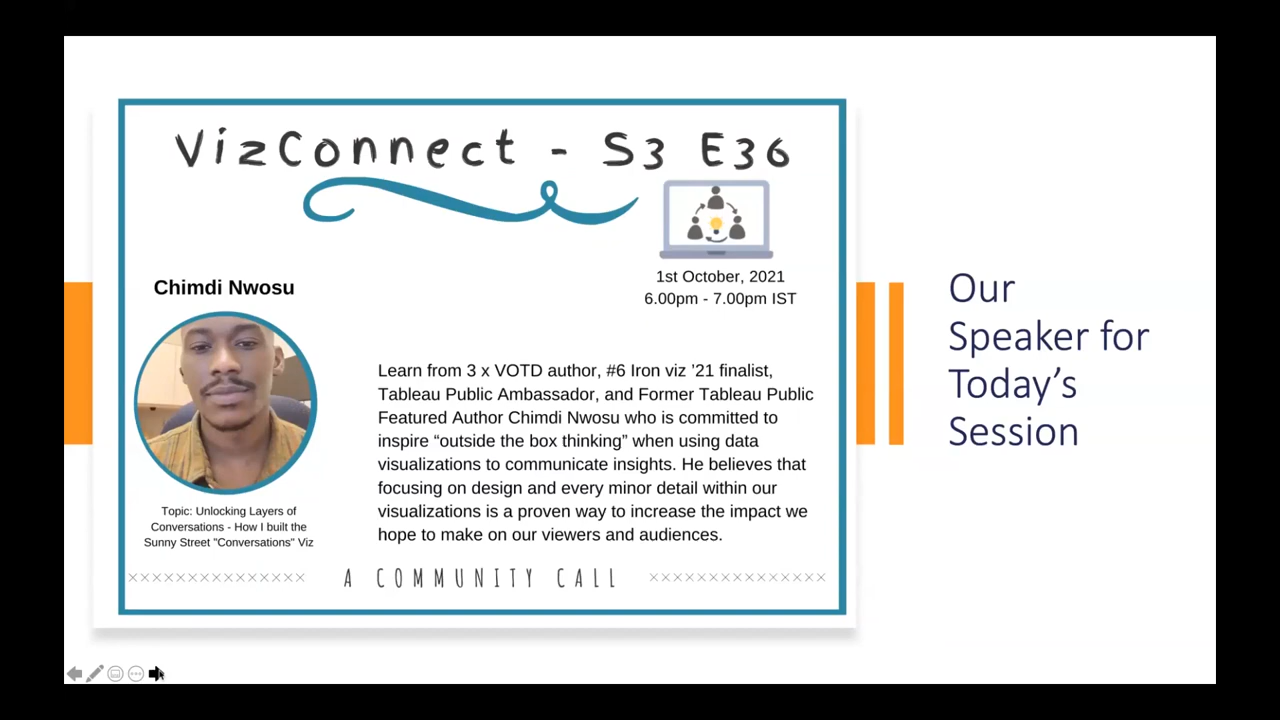 VizConnect - S3 E36
1st October, 2021
6.00pm - 7.00pm IST
Chimdi Nwosu
Topic: Unlocking Layers of
Conversations - How I built the
Sunny Street "Conversations" Viz
Learn from 3 x VOTD author, #6 Iron viz ’21 finalist,
Tableau Public Ambassador, and Former Tableau Public
Featured Author Chimdi Nwosu who is committed to
inspire “outside the box thinking” when using data
visualizations to communicate insights. He believes that
focusing on design and every minor detail within our
visualizations is a proven way to increase the impact we
hope to make on our viewers and audiences.
A COMMUNITY CALL
Our
Speaker for
Today’s
Session